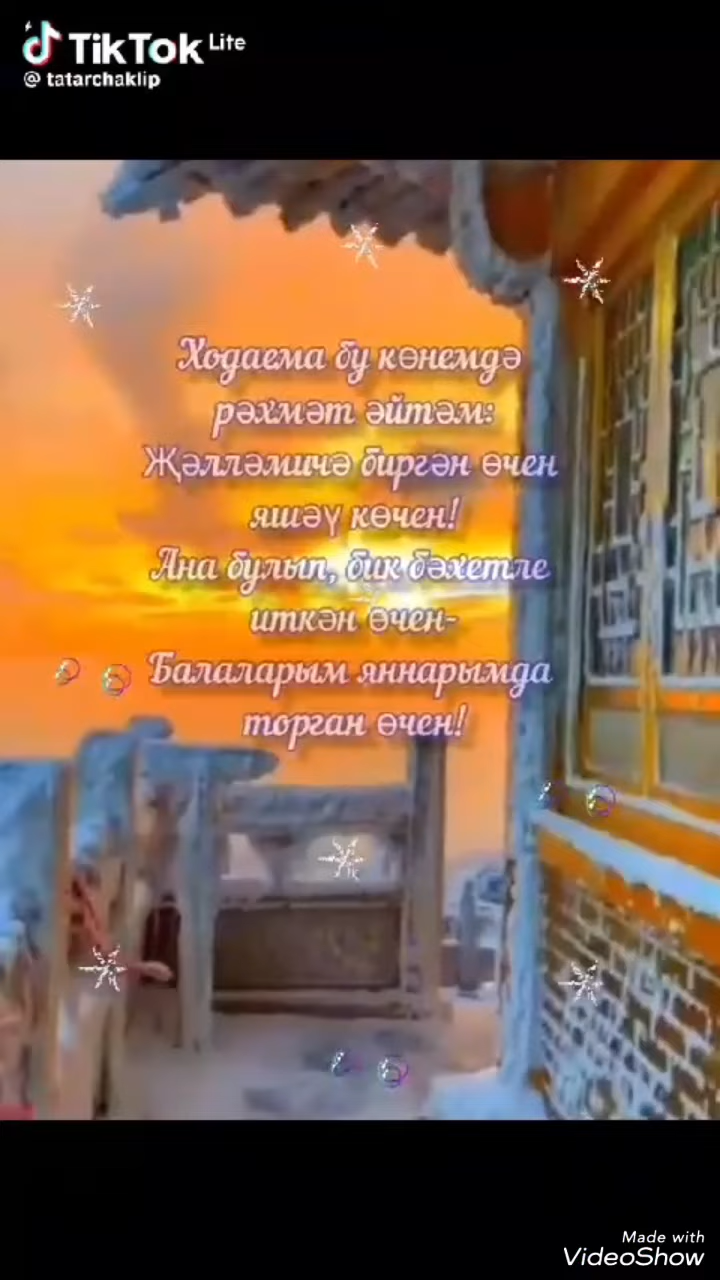 TikTok Lite
@ tatarchaklip
Ходаема бу көнемдә
рәхмәт әйтәм:
Җәлләмичә биргән өчен
яшәү көчен!
Ана булып, бик бәхетле
иткән өчен-
Балаларым яннарымда
торган өчен!
Made with
VideoShow